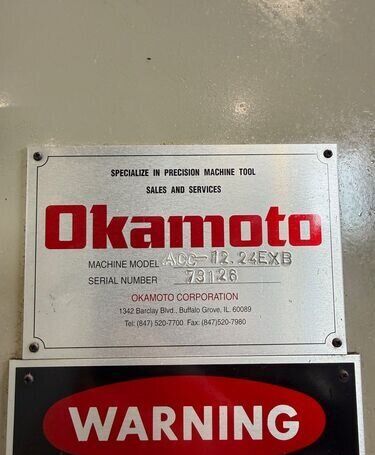 SPECIALIZE IN PRECISION MACHINE TOOL
SALES AND SERVICES
Okamoto
MACHINE MODEL ACC-12.24EXB
SERIAL NUMBER 73126
OKAMOTO CORPORATION
1342 Barclay Blvd., Buffalo Grove, IL 60089
Tel: (847) 520-7700 Fax: (847)520-7980
WARNING